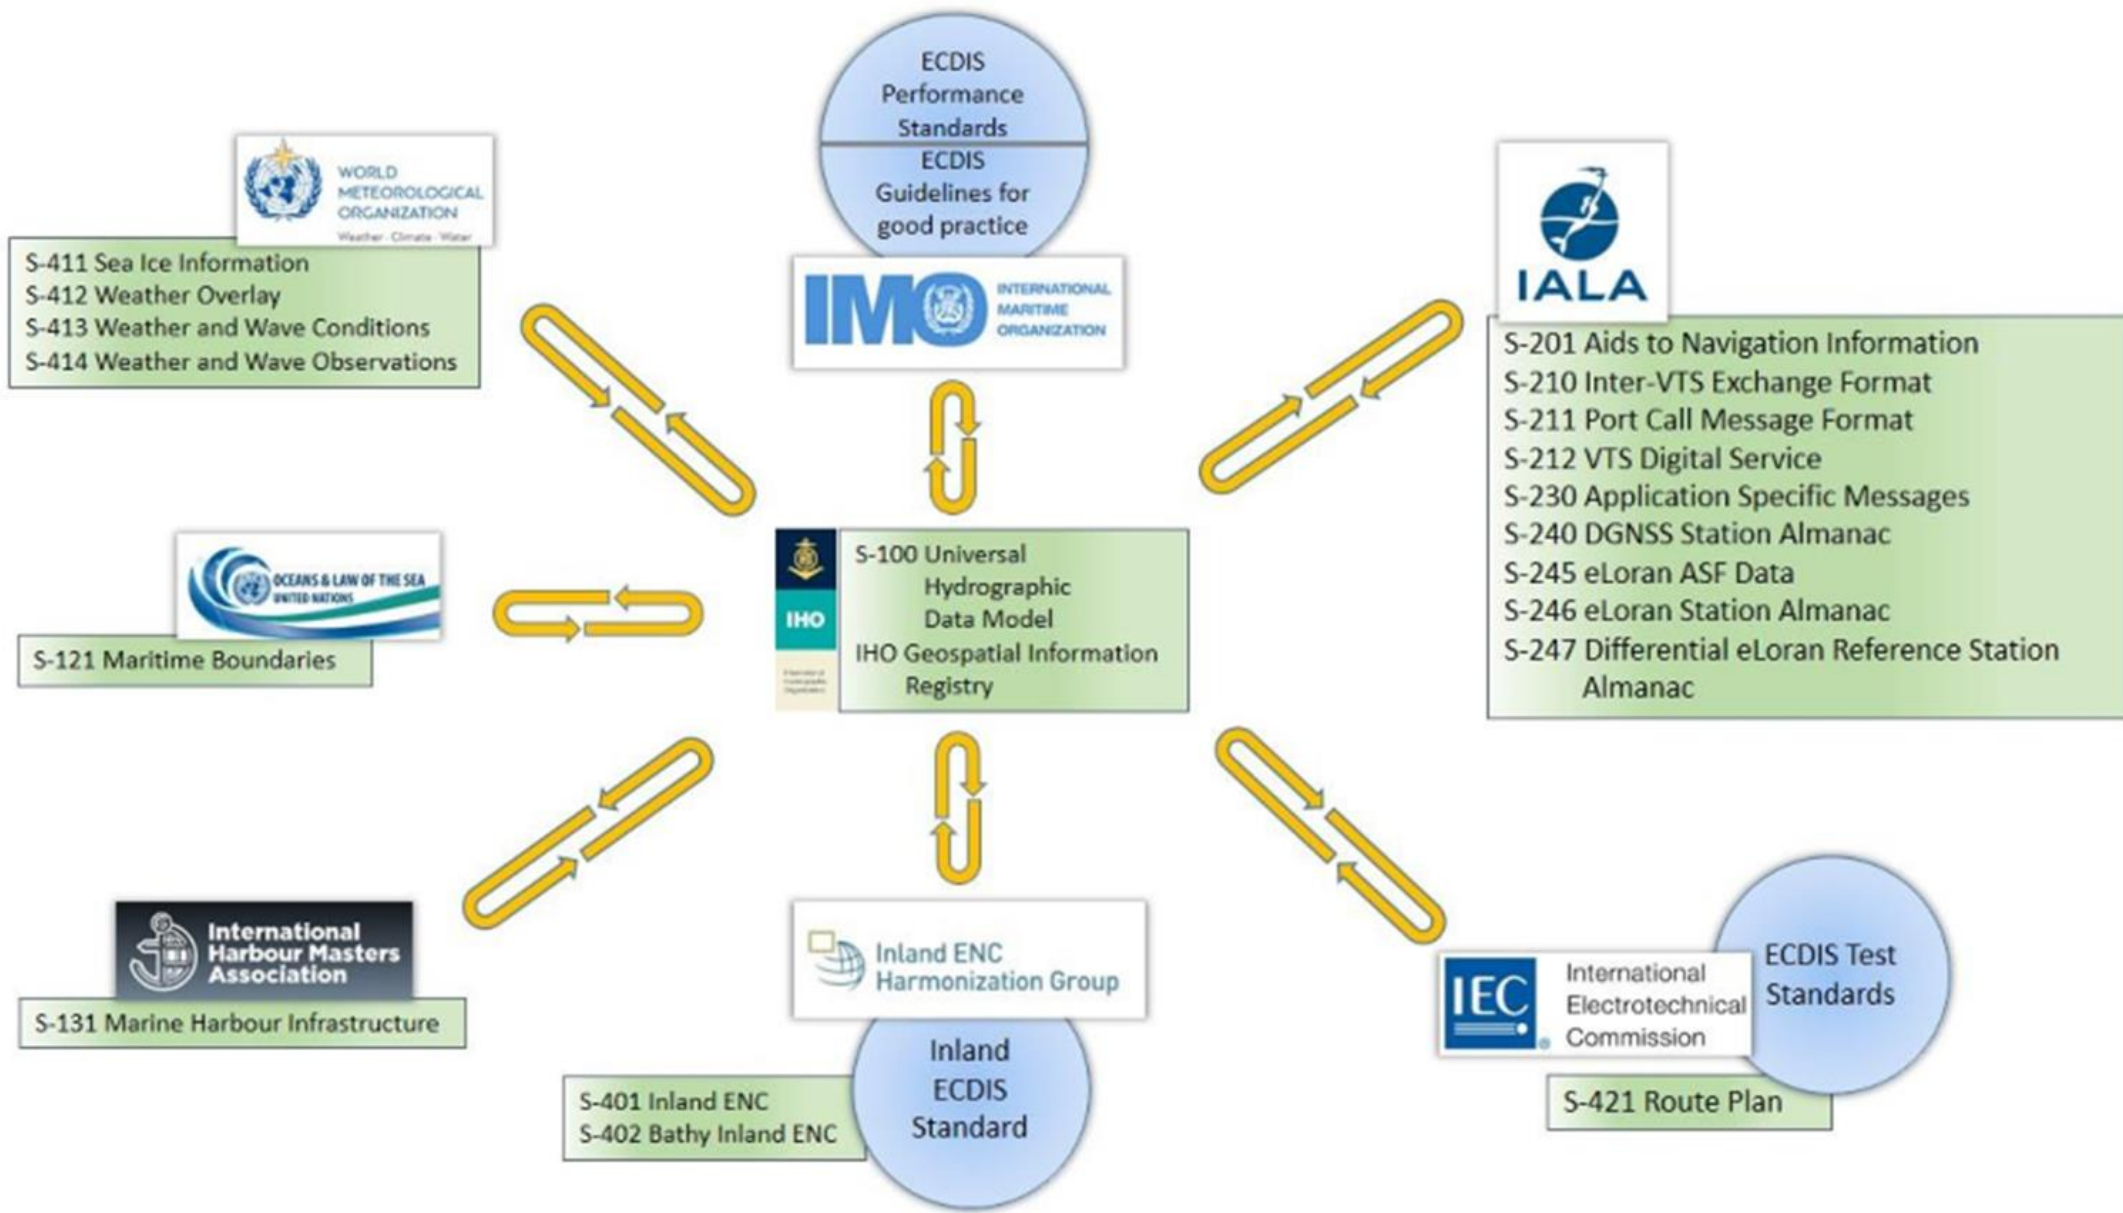 ECDIS
Performance
Standards
ECDIS
Guidelines for
good practice
IMO
INTERNATIONAL
MARITIME
ORGANIZATION
WORLD
METEOROLOGICAL
ORGANIZATION
Weather · Climate · Water
S-411 Sea Ice Information
S-412 Weather Overlay
S-413 Weather and Wave Conditions
S-414 Weather and Wave Observations
IALA
S-201 Aids to Navigation Information
S-210 Inter-VTS Exchange Format
S-211 Port Call Message Format
S-212 VTS Digital Service
S-230 Application Specific Messages
S-240 DGNSS Station Almanac
S-245 eLoran ASF Data
S-246 eLoran Station Almanac
S-247 Differential eLoran Reference Station
Almanac
OCEANS & LAW OF THE SEA
UNITED NATIONS
S-121 Maritime Boundaries
IHO
S-100 Universal
Hydrographic
Data Model
IHO Geospatial Information
Registry
International
Harbour Masters
Association
S-131 Marine Harbour Infrastructure
Inland ENC
Harmonization Group
Inland
ECDIS
Standard
S-401 Inland ENC
S-402 Bathy Inland ENC
IEC
International
Electrotechnical
Commission
ECDIS Test
Standards
S-421 Route Plan